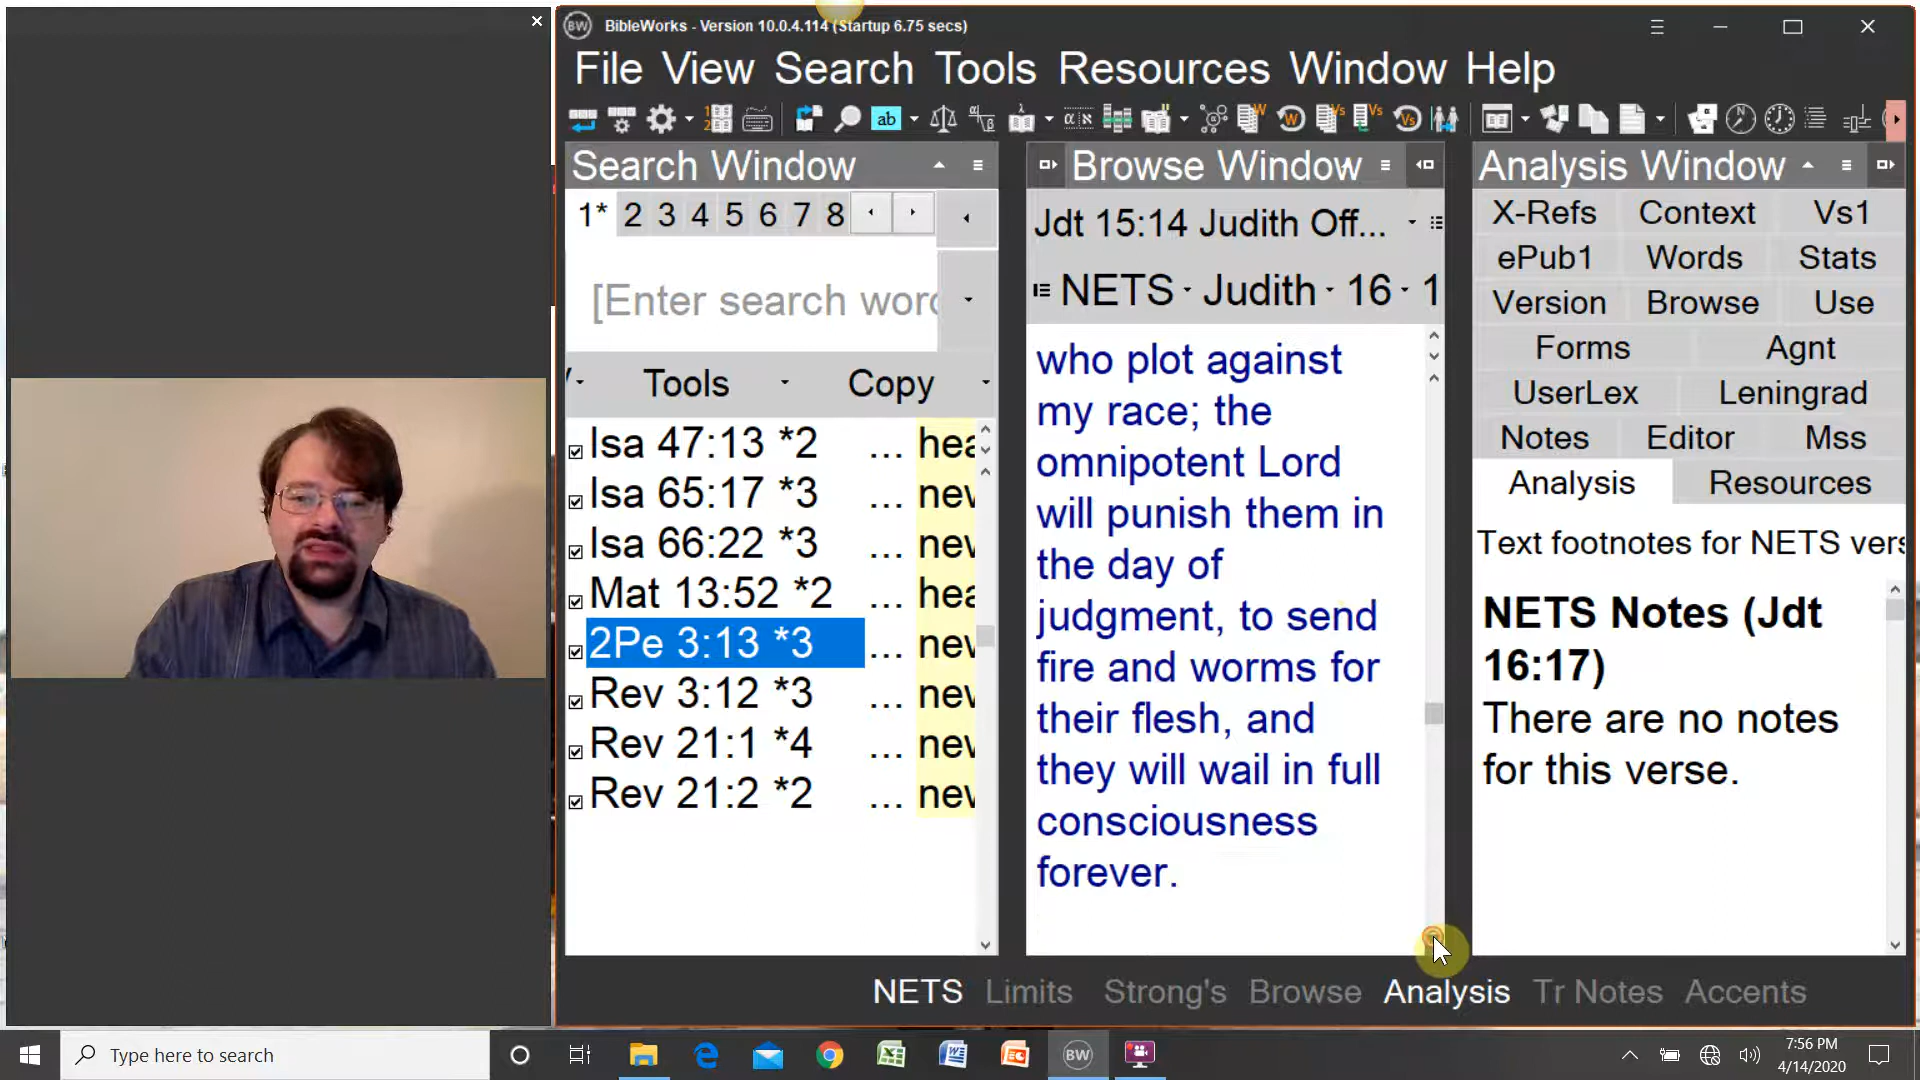 BibleWorks - Version 10.0.4.114 (Startup 6.75 secs)
File View Search Tools Resources Window Help
Search Window
1* 2 3 4 5 6 7 8
[Enter search word
Tools Copy
Isa 47:13 *2 ... hea
Isa 65:17 *3 ... new
Isa 66:22 *3 ... new
Mat 13:52 *2 ... hea
2Pe 3:13 *3 ... new
Rev 3:12 *3 ... new
Rev 21:1 *4 ... new
Rev 21:2 *2 ... new
Browse Window
Jdt 15:14 Judith Off...
NETS Judith 16 1
who plot against
my race; the
omnipotent Lord
will punish them in
the day of
judgment, to send
fire and worms for
their flesh, and
they will wail in full
consciousness
forever.
Analysis Window
X-Refs Context Vs1
ePub1 Words Stats
Version Browse Use
Forms Agnt
UserLex Leningrad
Notes Editor Mss
Analysis Resources
Text footnotes for NETS vers
NETS Notes (Jdt
16:17)
There are no notes
for this verse.
NETS Limits Strong's Browse Analysis Tr Notes Accents
Type here to search
7:56 PM
4/14/2020